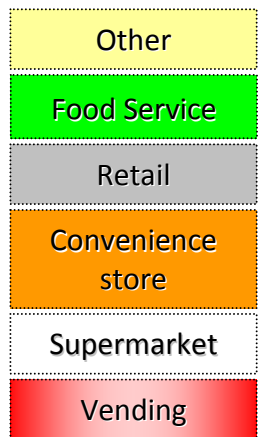 Other
Food Service
Retail
Convenience
store
Supermarket
Vending